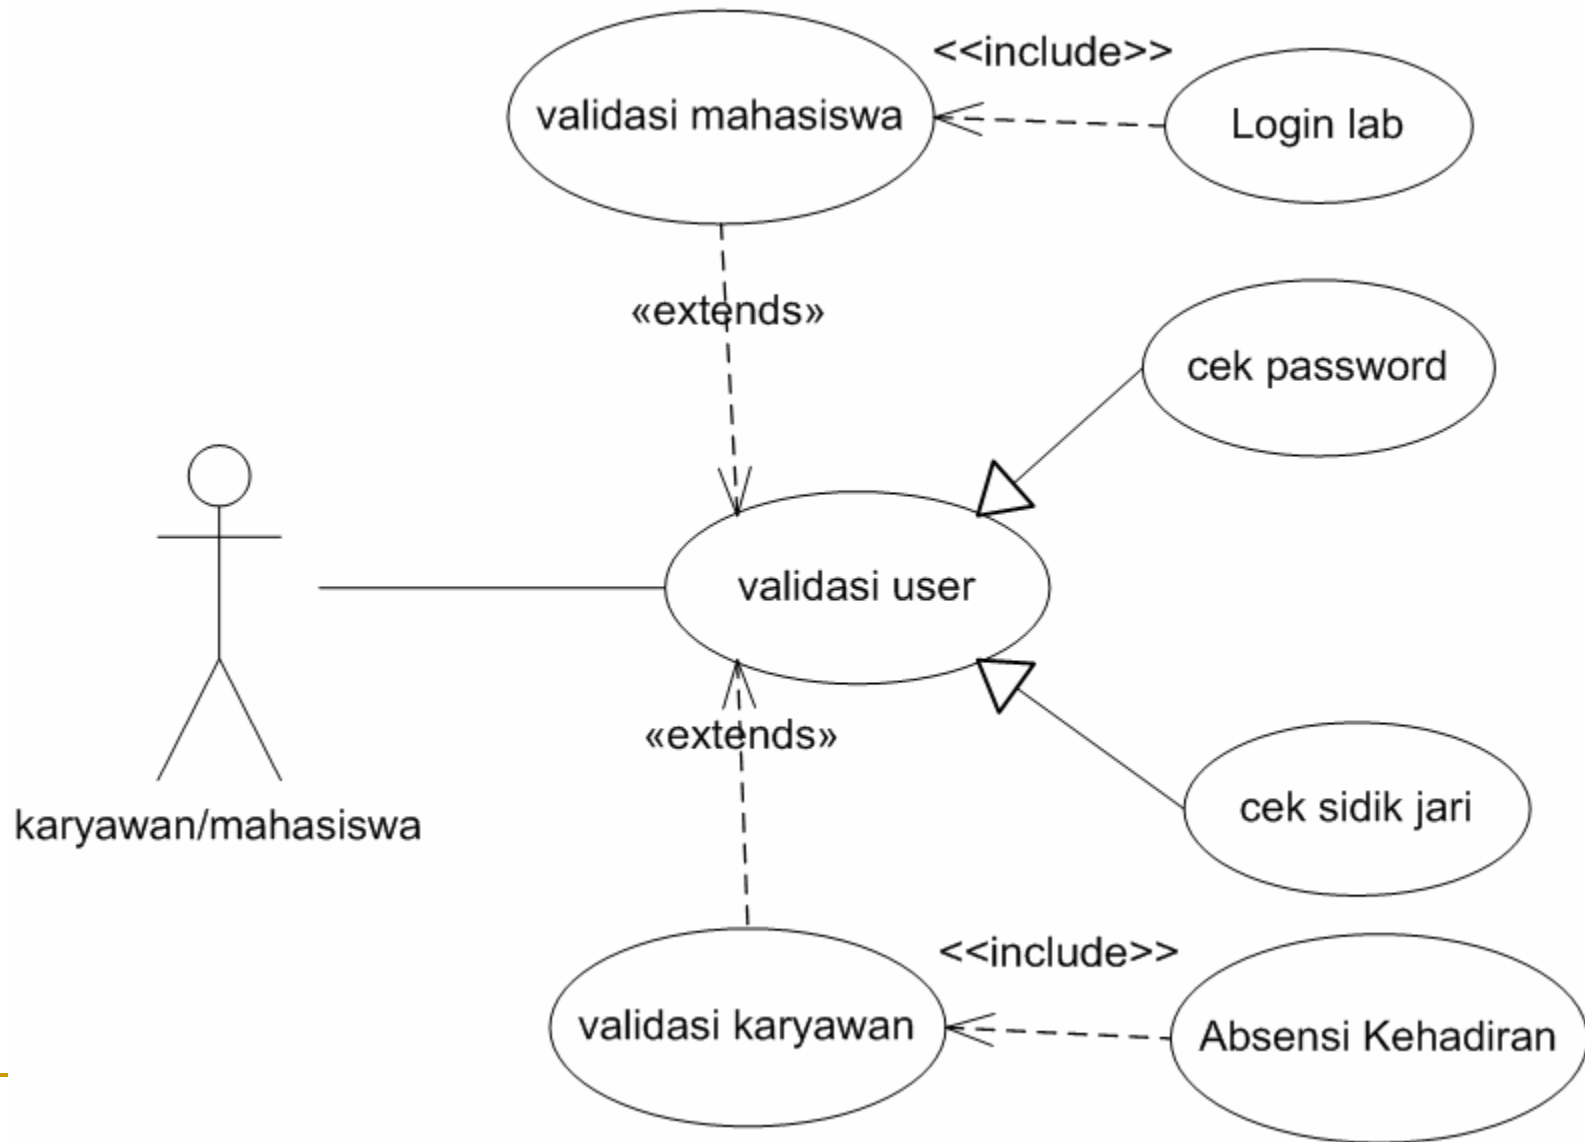 <<include>>
validasi mahasiswa
Login lab
«extends»
cek password
validasi user
«extends»
cek sidik jari
karyawan/mahasiswa
<<include>>
validasi karyawan
Absensi Kehadiran